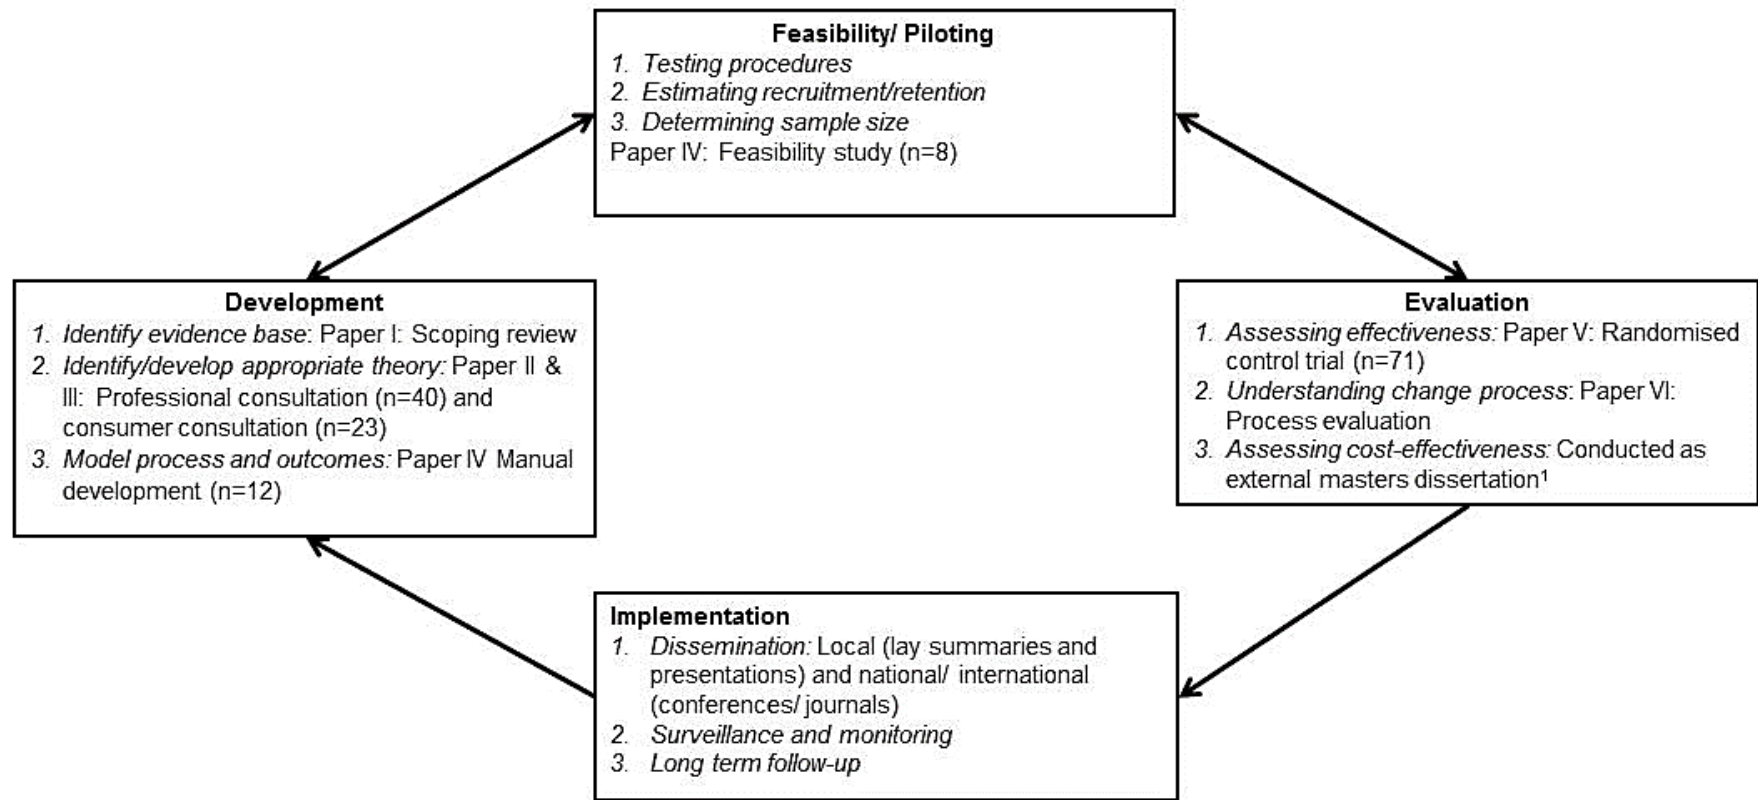 Feasibility/ Piloting
1. Testing procedures
2. Estimating recruitment/retention
3. Determining sample size
Paper IV: Feasibility study (n=8)
Development
1. Identify evidence base: Paper I: Scoping review
2. Identify/develop appropriate theory: Paper II &
III: Professional consultation (n=40) and
consumer consultation (n=23)
3. Model process and outcomes: Paper IV Manual
development (n=12)
Evaluation
1. Assessing effectiveness: Paper V: Randomised
control trial (n=71)
2. Understanding change process: Paper VI:
Process evaluation
3. Assessing cost-effectiveness: Conducted as
external masters dissertation¹
Implementation
1. Dissemination: Local (lay summaries and
presentations) and national/ international
(conferences/ journals)
2. Surveillance and monitoring
3. Long term follow-up